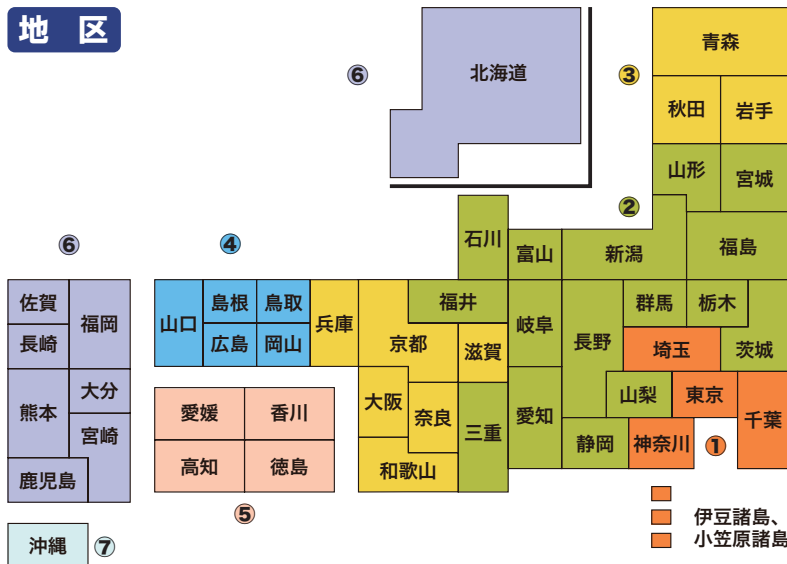 地 区
⑥
北海道
③
青森
秋田
岩手
山形
宮城
②
石川
富山
新潟
福島
⑥
④
佐賀
福岡
長崎
熊本
大分
宮崎
鹿児島
山口
島根
鳥取
広島
岡山
兵庫
京都
福井
滋賀
大阪
奈良
和歌山
三重
岐阜
愛知
長野
群馬
栃木
埼玉
茨城
山梨
東京
千葉
静岡
神奈川
①
愛媛
香川
高知
徳島
⑤
沖縄
⑦
伊豆諸島、
小笠原諸島